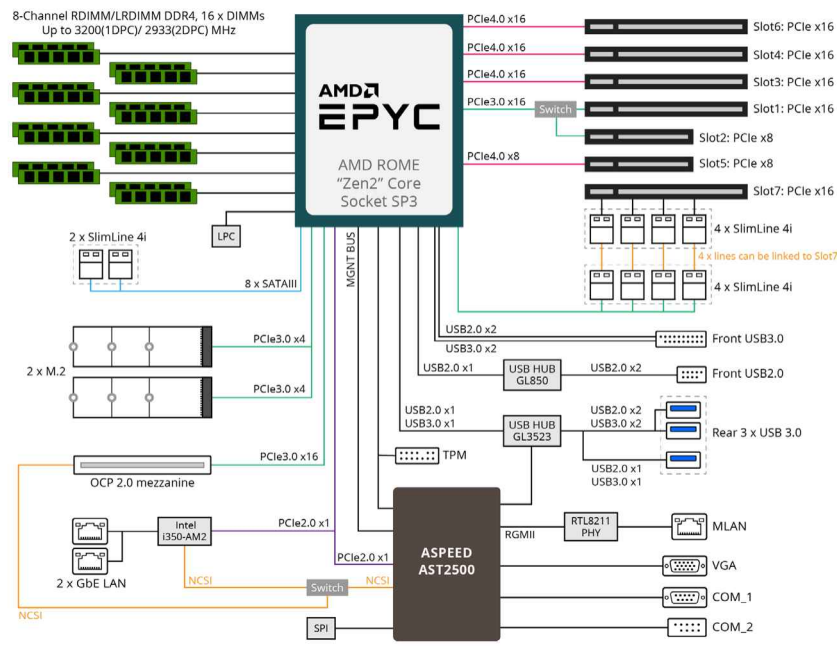 8-Channel RDIMM/LRDIMM DDR4, 16 x DIMMs
Up to 3200(1DPC)/ 2933(2DPC) MHz
AMD
EPYC
AMD ROME
“Zen2” Core
Socket SP3
PCIe4.0 x16
Slot6: PCIe x16
PCIe4.0 x16
Slot4: PCIe x16
PCIe4.0 x16
Slot3: PCIe x16
PCIe3.0 x16
Switch
Slot1: PCIe x16
Slot2: PCIe x8
PCIe4.0 x8
Slot5: PCIe x8
Slot7: PCIe x16
4 x SlimLine 4i
4 x lines can be linked to Slot7
4 x SlimLine 4i
LPC
2 x SlimLine 4i
8 x SATAIII
MGNT BUS
USB2.0 x2
USB3.0 x2
Front USB3.0
PCIe3.0 x4
2 x M.2
PCIe3.0 x4
USB2.0 x1
USB HUB
GL850
USB2.0 x2
Front USB2.0
USB2.0 x1
USB3.0 x1
USB HUB
GL3523
USB2.0 x2
USB3.0 x2
Rear 3 x USB 3.0
USB2.0 x1
USB3.0 x1
PCIe3.0 x16
OCP 2.0 mezzanine
TPM
Intel
i350-AM2
PCIe2.0 x1
2 x GbE LAN
PCIe2.0 x1
ASPEED
AST2500
RGMII
RTL8211
PHY
MLAN
VGA
NCSI
Switch
NCSI
COM_1
NCSI
SPI
COM_2